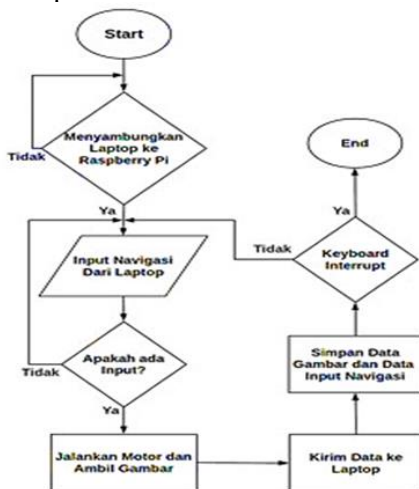 Start
Menyambungkan
Laptop ke
Raspberry Pi
Tidak
Ya
Input Navigasi
Dari Laptop
Apakah ada
Input?
Tidak
Ya
Jalankan Motor dan
Ambil Gambar
Kirim Data ke
Laptop
Simpan Data
Gambar dan Data
Input Navigasi
Keyboard
Interrupt
Tidak
Ya
End